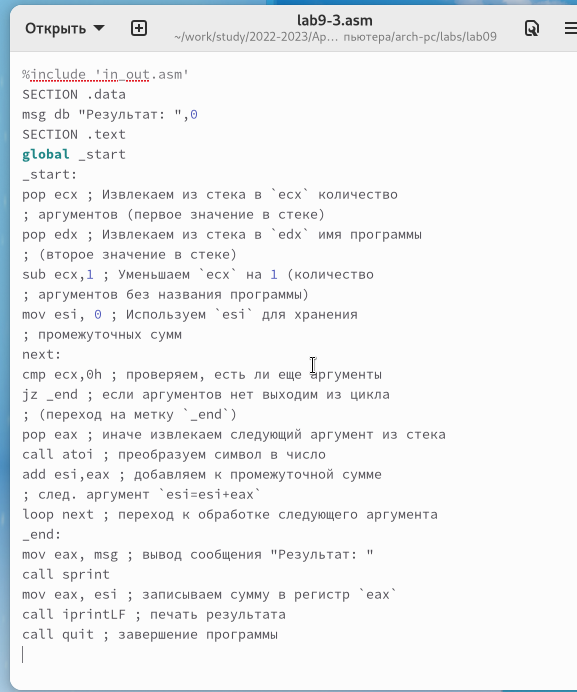 Открыть
lab9-3.asm
~/work/study/2022-2023/Ар… пьютера/arch-pc/labs/lab09
%include 'in_out.asm'
SECTION .data
msg db "Результат: ",0
SECTION .text
global _start
_start:
pop ecx ; Извлекаем из стека в `ecx` количество
; аргументов (первое значение в стеке)
pop edx ; Извлекаем из стека в `edx` имя программы
; (второе значение в стеке)
sub ecx,1 ; Уменьшаем `ecx` на 1 (количество
; аргументов без названия программы)
mov esi, 0 ; Используем `esi` для хранения
; промежуточных сумм
next:
cmp ecx,0h ; проверяем, есть ли еще аргументы
jz _end ; если аргументов нет выходим из цикла
; (переход на метку `_end`)
pop eax ; иначе извлекаем следующий аргумент из стека
call atoi ; преобразуем символ в число
add esi,eax ; добавляем к промежуточной сумме
; след. аргумент `esi=esi+eax`
loop next ; переход к обработке следующего аргумента
_end:
mov eax, msg ; вывод сообщения "Результат: "
call sprint
mov eax, esi ; записываем сумму в регистр `eax`
call iprintLF ; печать результата
call quit ; завершение программы